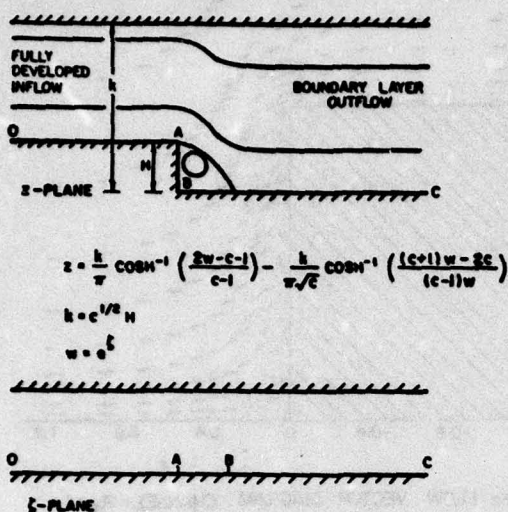 FULLY
DEVELOPED
INFLOW
k
BOUNDARY LAYER
OUTFLOW
O
A
H
B
C
Z-PLANE
z = k/π COSH⁻¹ ((2w-c-1)/(c-1)) - k/(π√c) COSH⁻¹ (((c+1)w-2c)/((c-1)w))
k = c^{1/2} H
w = e^ζ
O A B C
ζ-PLANE